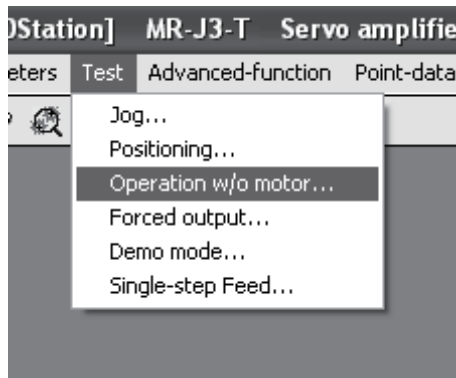 0Station] MR-J3-T Servo amplifie
eters Test Advanced-function Point-data
Jog...
Positioning...
Operation w/o motor...
Forced output...
Demo mode...
Single-step Feed...